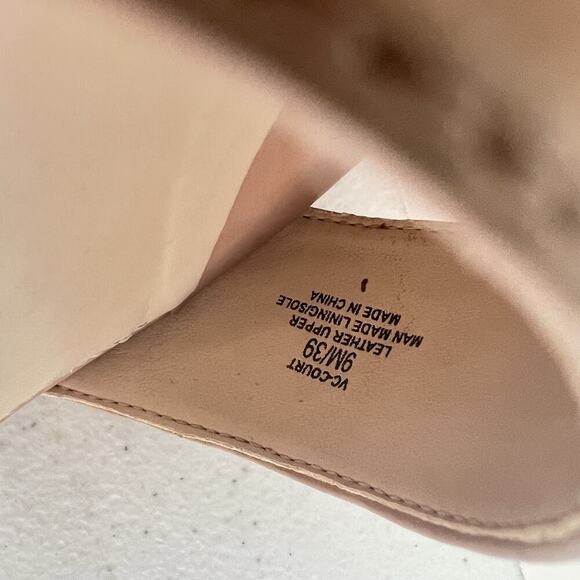 VC-COURT
9M/39
LEATHER UPPER
MAN MADE LINING/SOLE
MADE IN CHINA